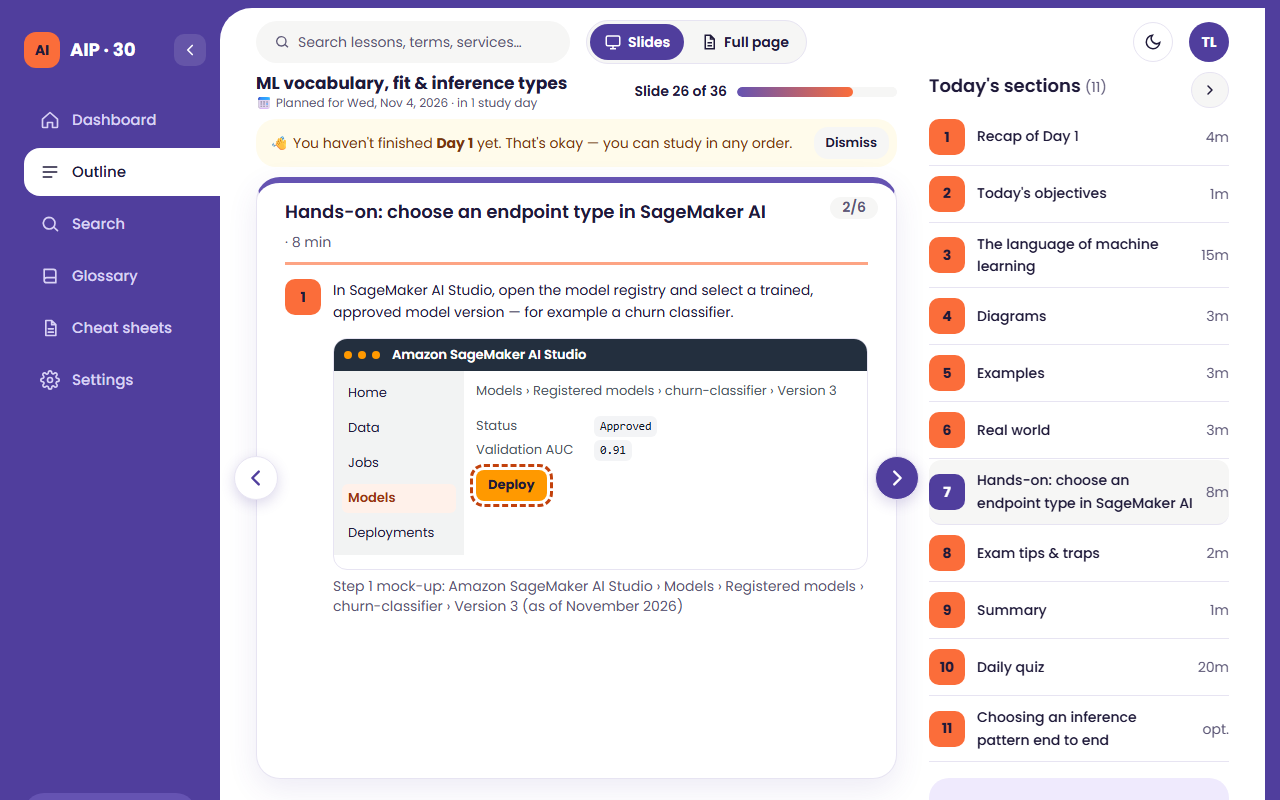 AI
AIP · 30
Dashboard
Outline
Search
Glossary
Cheat sheets
Settings
Search lessons, terms, services…
Slides
Full page
TL
ML vocabulary, fit & inference types
Planned for Wed, Nov 4, 2026 · in 1 study day
Slide 26 of 36
You haven't finished Day 1 yet. That's okay — you can study in any order.
Dismiss
Hands-on: choose an endpoint type in SageMaker AI
2/6
· 8 min
1
In SageMaker AI Studio, open the model registry and select a trained,
approved model version — for example a churn classifier.
Amazon SageMaker AI Studio
Home
Data
Jobs
Models
Deployments
Models › Registered models › churn-classifier › Version 3
Status Approved
Validation AUC 0.91
Deploy
Step 1 mock-up: Amazon SageMaker AI Studio › Models › Registered models ›
churn-classifier › Version 3 (as of November 2026)
Today's sections (11)
1 Recap of Day 1 4m
2 Today's objectives 1m
3 The language of machine
learning 15m
4 Diagrams 3m
5 Examples 3m
6 Real world 3m
7 Hands-on: choose an
endpoint type in SageMaker AI 8m
8 Exam tips & traps 2m
9 Summary 1m
10 Daily quiz 20m
11 Choosing an inference
pattern end to end opt.